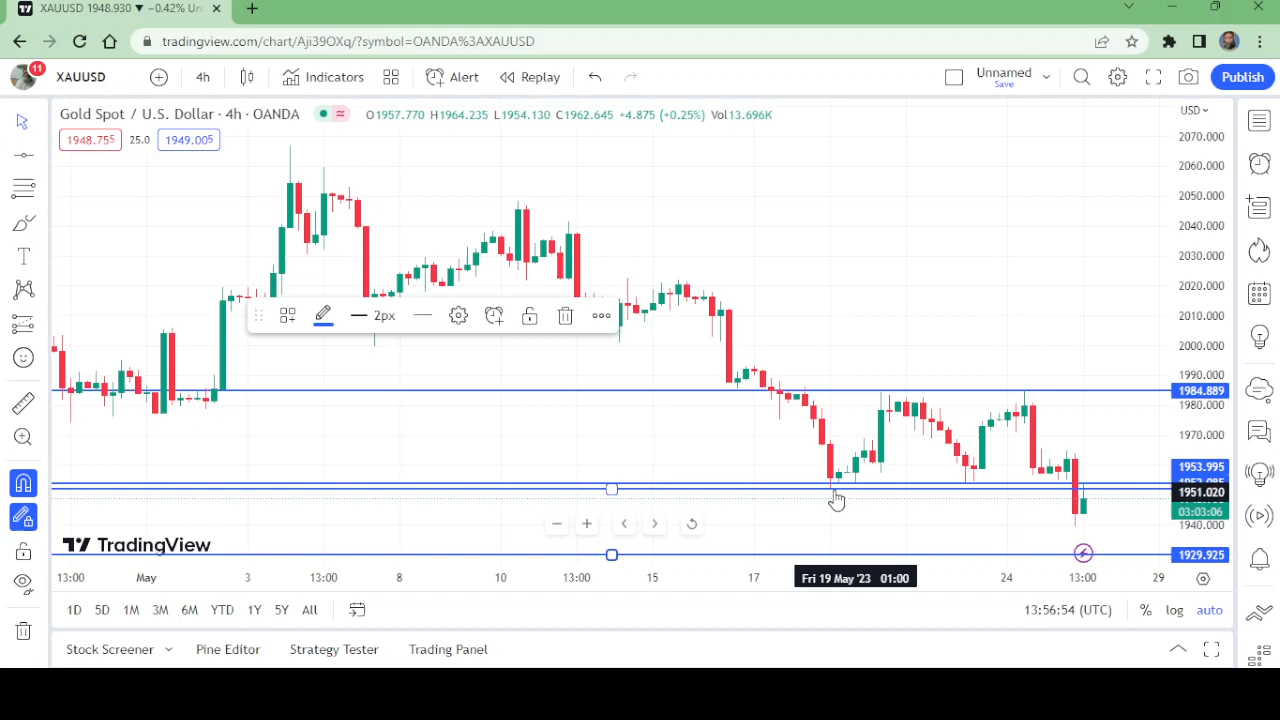 XAUUSD 1948.930 ▼ −0.42% Un
tradingview.com/chart/Aji39OXq/?symbol=OANDA%3AXAUUSD
11
XAUUSD
4h
Indicators
Alert
Replay
Unnamed
Save
Publish
Gold Spot / U.S. Dollar · 4h · OANDA
O1957.770 H1964.235 L1954.130 C1962.645 +4.875 (+0.25%) Vol13.696K
USD
1948.755 25.0 1949.005
2070.000
2060.000
2050.000
2040.000
2030.000
2020.000
2010.000
2000.000
1990.000
1984.889
1980.000
1970.000
1953.995
1951.020
03:03:06
1940.000
1929.925
2px
TradingView
13:00 May 3 13:00 8 10 13:00 15 17 Fri 19 May '23 01:00 24 13:00 29
1D 5D 1M 3M 6M YTD 1Y 5Y All
13:56:54 (UTC) % log auto
Stock Screener Pine Editor Strategy Tester Trading Panel